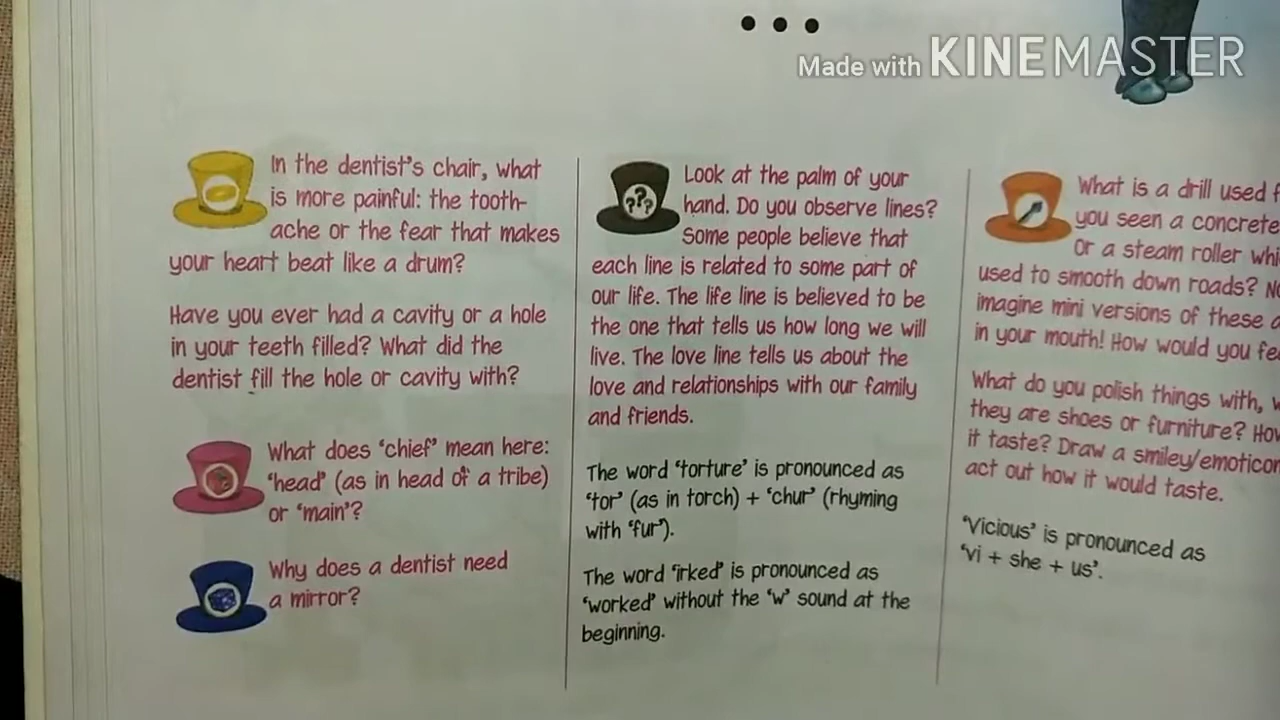 Made with KINEMASTER
In the dentist's chair, what
is more painful: the tooth-
ache or the fear that makes
your heart beat like a drum?
Have you ever had a cavity or a hole
in your teeth filled? What did the
dentist fill the hole or cavity with?
What does 'chief' mean here:
'head' (as in head of a tribe)
or 'main'?
Why does a dentist need
a mirror?
???
Look at the palm of your
hand. Do you observe lines?
Some people believe that
each line is related to some part of
our life. The life line is believed to be
the one that tells us how long we will
live. The love line tells us about the
love and relationships with our family
and friends.
The word 'torture' is pronounced as
'tor' (as in torch) + 'chur' (rhyming
with 'fur').
The word 'irked' is pronounced as
'worked' without the 'w' sound at the
beginning.
What is a drill used
you seen a concrete
or a steam roller
used to smooth down roads?
imagine mini versions of these
in your mouth! How would you
What do you polish things with,
they are shoes or furniture?
it taste? Draw a smiley/emoticon
act out how it would taste.
'Vicious' is pronounced as
'vi + she + us'.